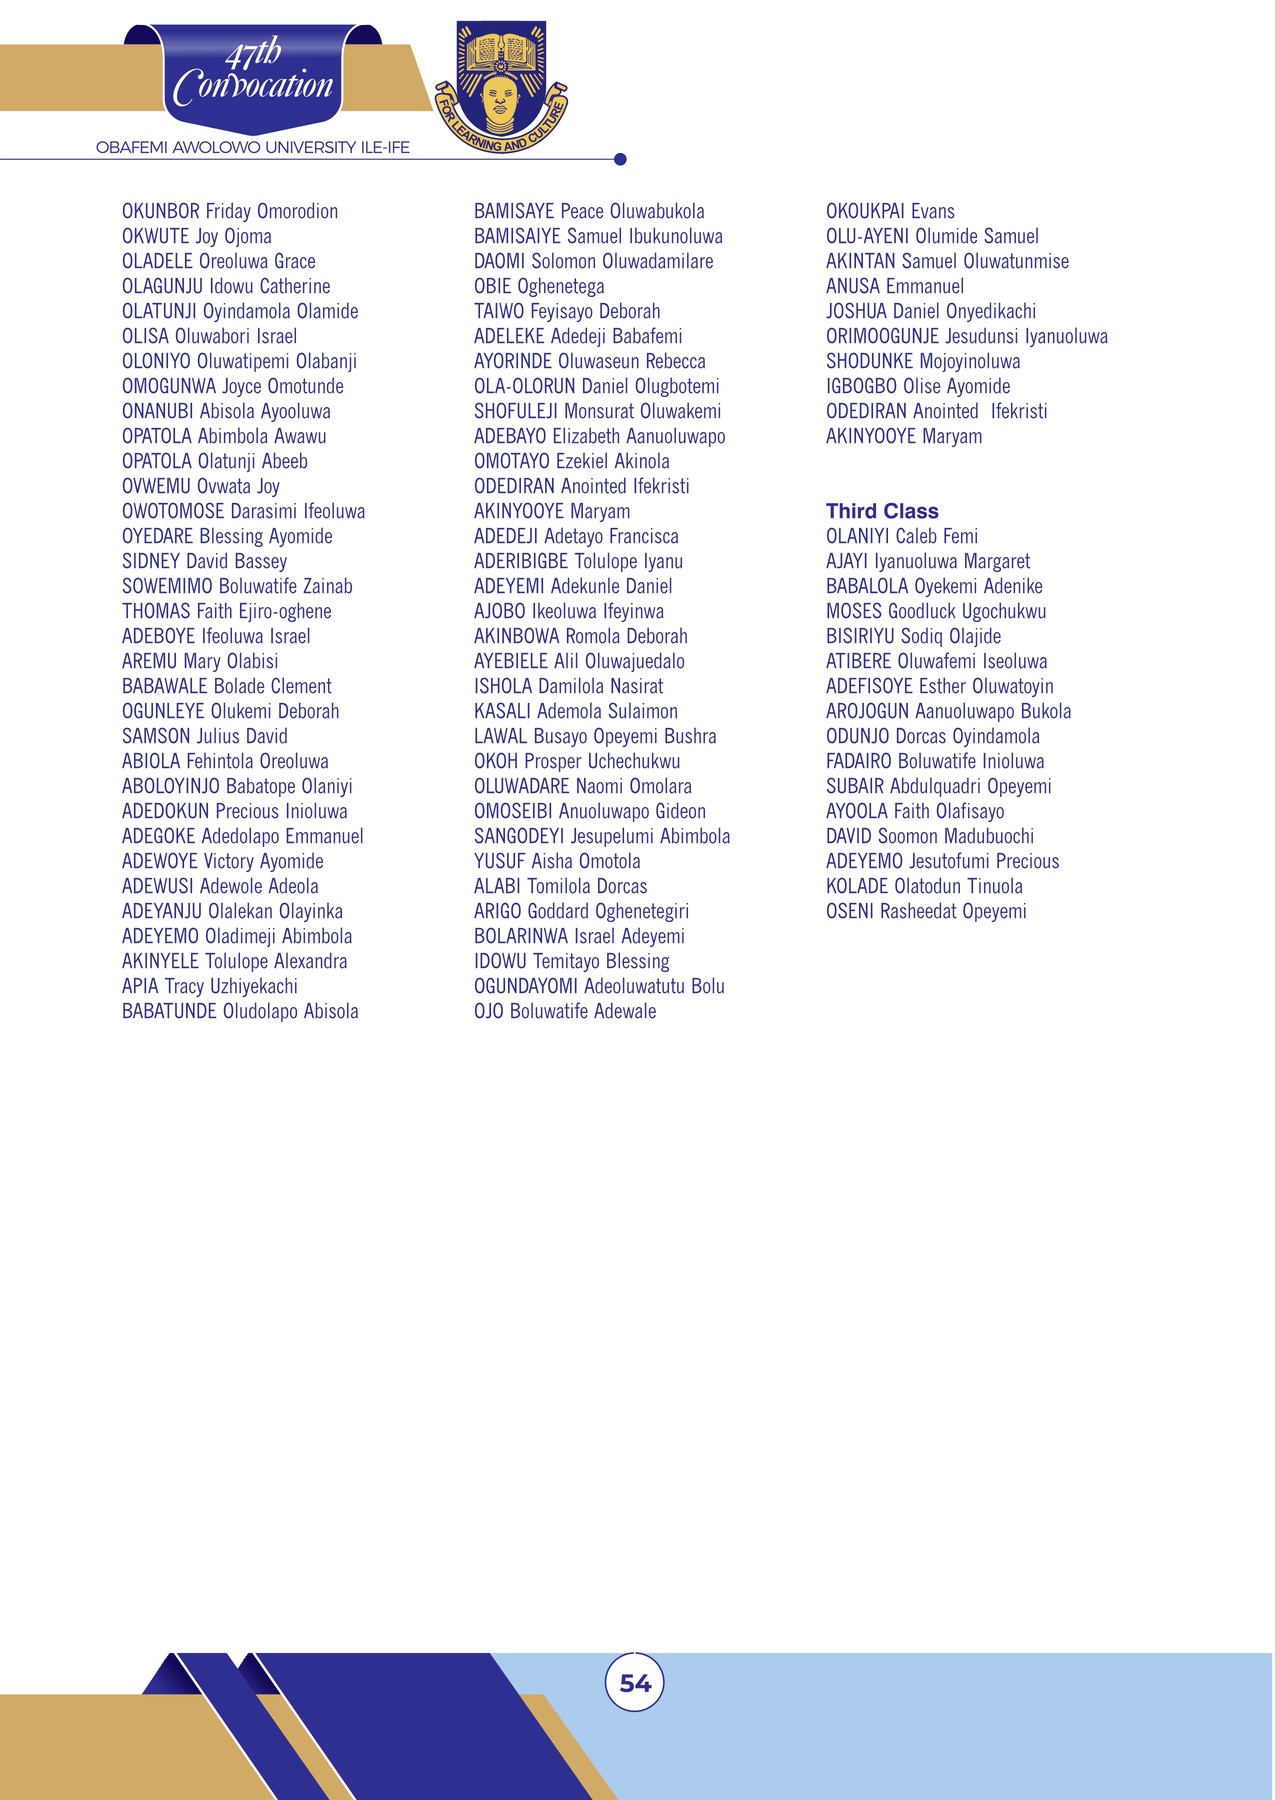 47th
Convocation
FOR LEARNING AND CULTURE
OBAFEMI AWOLOWO UNIVERSITY ILE-IFE
OKUNBOR Friday Omorodion
OKWUTE Joy Ojoma
OLADELE Oreoluwa Grace
OLAGUNJU Idowu Catherine
OLATUNJI Oyindamola Olamide
OLISA Oluwabori Israel
OLONIYO Oluwatipemi Olabanji
OMOGUNWA Joyce Omotunde
ONANUBI Abisola Ayooluwa
OPATOLA Abimbola Awawu
OPATOLA Olatunji Abeeb
OVWEMU Ovwata Joy
OWOTOMOSE Darasimi Ifeoluwa
OYEDARE Blessing Ayomide
SIDNEY David Bassey
SOWEMIMO Boluwatife Zainab
THOMAS Faith Ejiro-oghene
ADEBOYE Ifeoluwa Israel
AREMU Mary Olabisi
BABAWALE Bolade Clement
OGUNLEYE Olukemi Deborah
SAMSON Julius David
ABIOLA Fehintola Oreoluwa
ABOLOYINJO Babatope Olaniyi
ADEDOKUN Precious Inioluwa
ADEGOKE Adedolapo Emmanuel
ADEWOYE Victory Ayomide
ADEWUSI Adewole Adeola
ADEYANJU Olalekan Olayinka
ADEYEMO Oladimeji Abimbola
AKINYELE Tolulope Alexandra
APIA Tracy Uzhiyekachi
BABATUNDE Oludolapo Abisola
BAMISAYE Peace Oluwabukola
BAMISAIYE Samuel Ibukunoluwa
DAOMI Solomon Oluwadamilare
OBIE Oghenetega
TAIWO Feyisayo Deborah
ADELEKE Adedeji Babafemi
AYORINDE Oluwaseun Rebecca
OLA-OLORUN Daniel Olugbotemi
SHOFULEJI Monsurat Oluwakemi
ADEBAYO Elizabeth Aanuoluwapo
OMOTAYO Ezekiel Akinola
ODEDIRAN Anointed Ifekristi
AKINYOOYE Maryam
ADEDEJI Adetayo Francisca
ADERIBIGBE Tolulope Iyanu
ADEYEMI Adekunle Daniel
AJOBO Ikeoluwa Ifeyinwa
AKINBOWA Romola Deborah
AYEBIELE Alil Oluwajuedalo
ISHOLA Damilola Nasirat
KASALI Ademola Sulaimon
LAWAL Busayo Opeyemi Bushra
OKOH Prosper Uchechukwu
OLUWADARE Naomi Omolara
OMOSEIBI Anuoluwapo Gideon
SANGODEYI Jesupelumi Abimbola
YUSUF Aisha Omotola
ALABI Tomilola Dorcas
ARIGO Goddard Oghenetegiri
BOLARINWA Israel Adeyemi
IDOWU Temitayo Blessing
OGUNDAYOMI Adeoluwatutu Bolu
OJO Boluwatife Adewale
OKOUKPAI Evans
OLU-AYENI Olumide Samuel
AKINTAN Samuel Oluwatunmise
ANUSA Emmanuel
JOSHUA Daniel Onyedikachi
ORIMOOGUNJE Jesudunsi Iyanuoluwa
SHODUNKE Mojoyinoluwa
IGBOGBO Olise Ayomide
ODEDIRAN Anointed  Ifekristi
AKINYOOYE Maryam
Third Class
OLANIYI Caleb Femi
AJAYI Iyanuoluwa Margaret
BABALOLA Oyekemi Adenike
MOSES Goodluck Ugochukwu
BISIRIYU Sodiq Olajide
ATIBERE Oluwafemi Iseoluwa
ADEFISOYE Esther Oluwatoyin
AROJOGUN Aanuoluwapo Bukola
ODUNJO Dorcas Oyindamola
FADAIRO Boluwatife Inioluwa
SUBAIR Abdulquadri Opeyemi
AYOOLA Faith Olafisayo
DAVID Soomon Madubuochi
ADEYEMO Jesutofumi Precious
KOLADE Olatodun Tinuola
OSENI Rasheedat Opeyemi
54